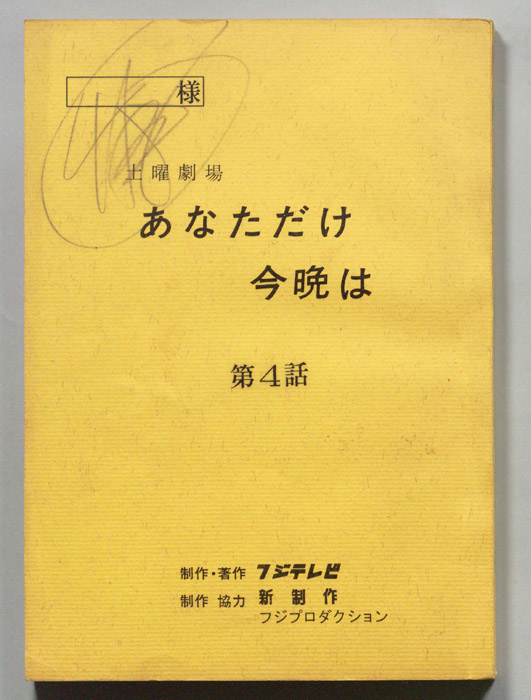 様
土曜劇場
あなただけ
今晩は
第4話
制作・著作 フジテレビ
制作 協力 新制作
フジプロダクション